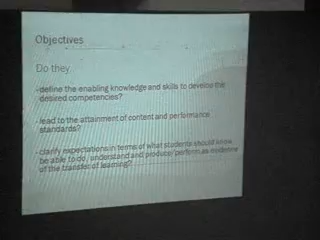 Objectives
Do they
-define the enabling knowledge and skills to develop the
desired competencies?
-lead to the attainment of content and performance
standards?
-clarify expectations in terms of what students should know
be able to do, understand and produce/perform as evidence
of the transfer of learning?